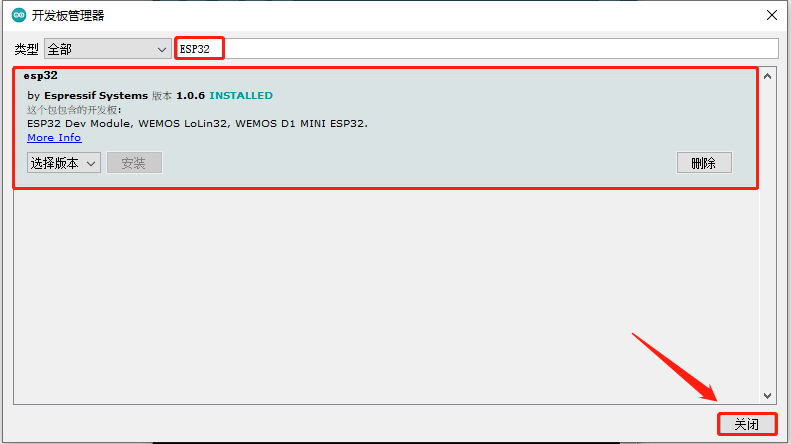 开发板管理器
类型 全部 ESP32
esp32
by Espressif Systems 版本 1.0.6 INSTALLED
这个包包含的开发板:
ESP32 Dev Module, WEMOS LoLin32, WEMOS D1 MINI ESP32.
More Info
选择版本 安装 删除
关闭